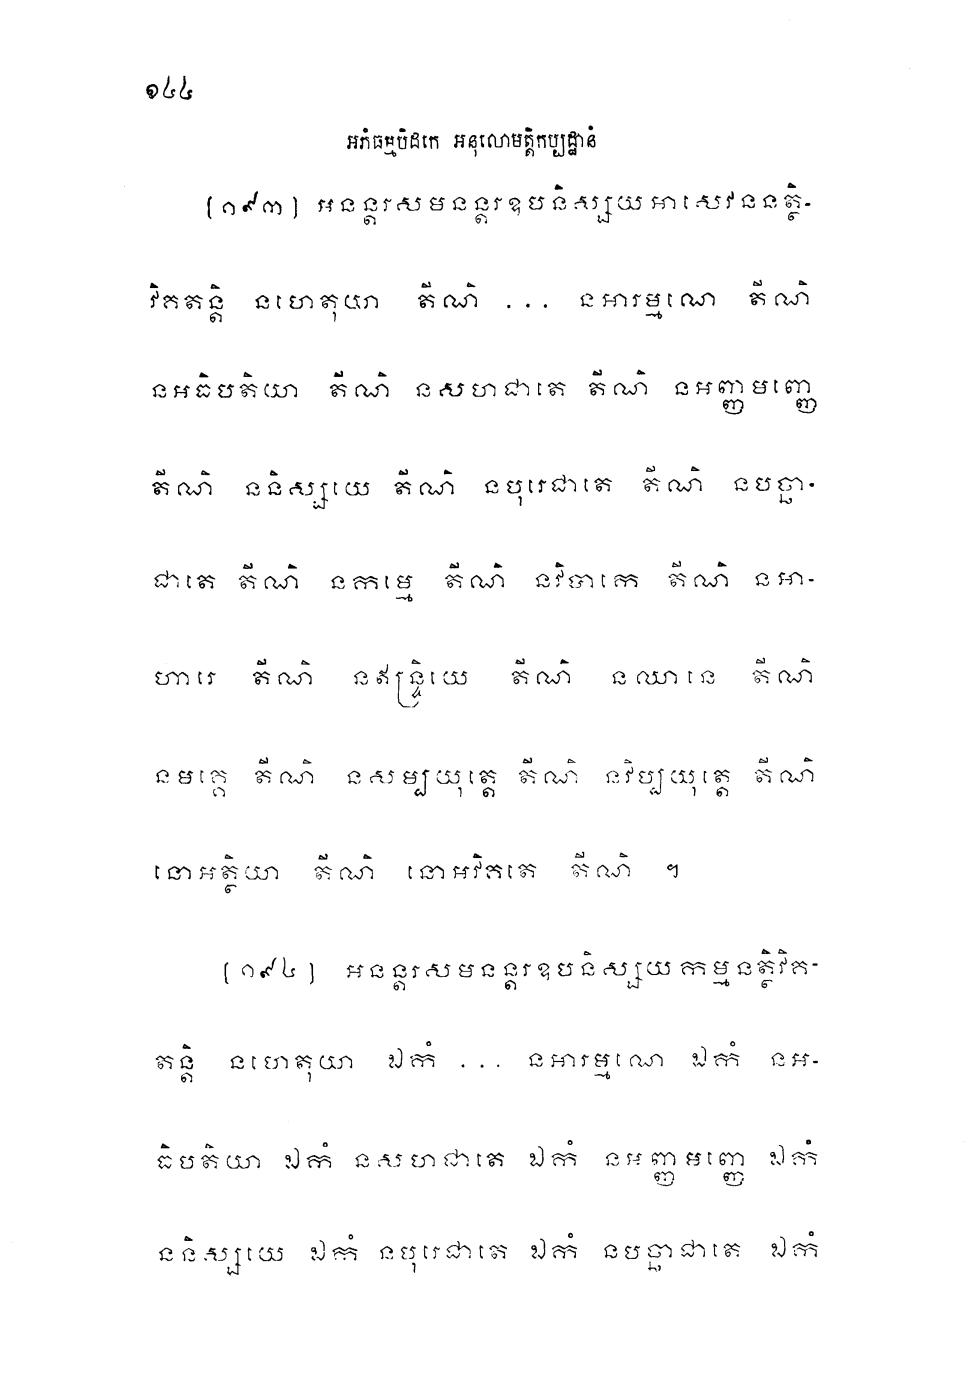 ១៤៤
អភិធម្មបិដកេ អនុលោមត្តិកប្បដ្ឋានំ
(១៩៣) អនន្តរសមនន្តរឧបនិស្សយអាសេវននត្ថិ-
វិគតន្តិ នហេតុយា តីណិ ... នអារម្មណេ តីណិ
នអធិបតិយា តីណិ នសហជាតេ តីណិ នអញ្ញមញ្ញេ
តីណិ ននិស្សយេ តីណិ នបុរេជាតេ តីណិ នបច្ឆា-
ជាតេ តីណិ នកម្មេ តីណិ នវិបាកេ តីណិ នអា-
ហារេ តីណិ នឥន្ទ្រិយេ តីណិ នឈានេ តីណិ
នមគ្គេ តីណិ នសម្បយុត្តេ តីណិ នវិប្បយុត្តេ តីណិ
នោអត្ថិយា តីណិ នោអវិគតេ តីណិ ។
(១៩៤) អនន្តរសមនន្តរឧបនិស្សយកម្មនត្ថិវិគ-
តន្តិ នហេតុយា ឯកំ ... នអារម្មណេ ឯកំ នអ-
ធិបតិយា ឯកំ នសហជាតេ ឯកំ នអញ្ញមញ្ញេ ឯកំ
ននិស្សយេ ឯកំ នបុរេជាតេ ឯកំ នបច្ឆាជាតេ ឯកំ